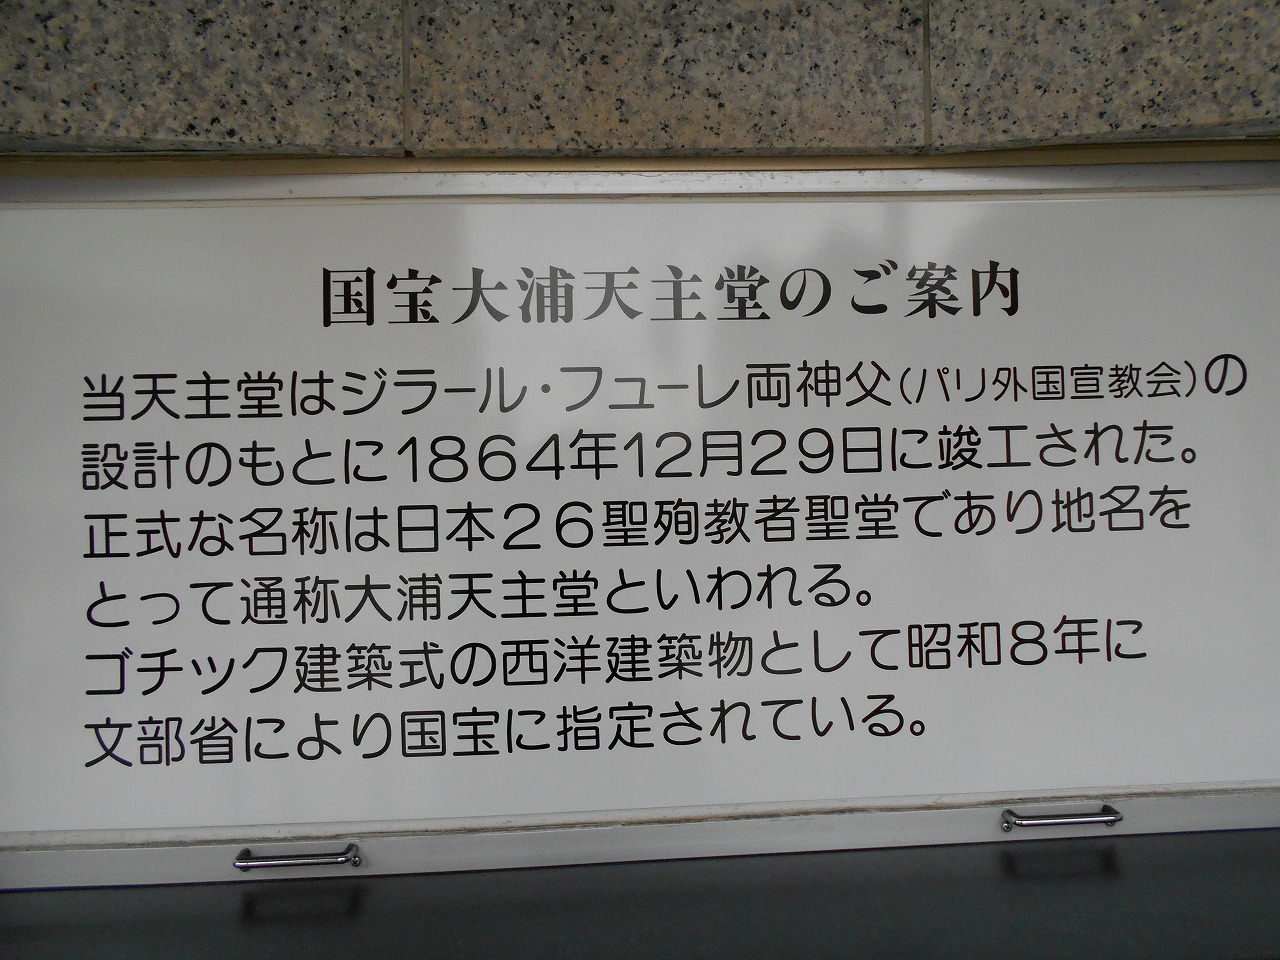 国宝大浦天主堂のご案内
当天主堂はジラール・フューレ両神父(パリ外国宣教会)の
設計のもとに1864年12月29日に竣工された。
正式な名称は日本26聖殉教者聖堂であり地名を
とって通称大浦天主堂といわれる。
ゴチック建築式の西洋建築物として昭和8年に
文部省により国宝に指定されている。